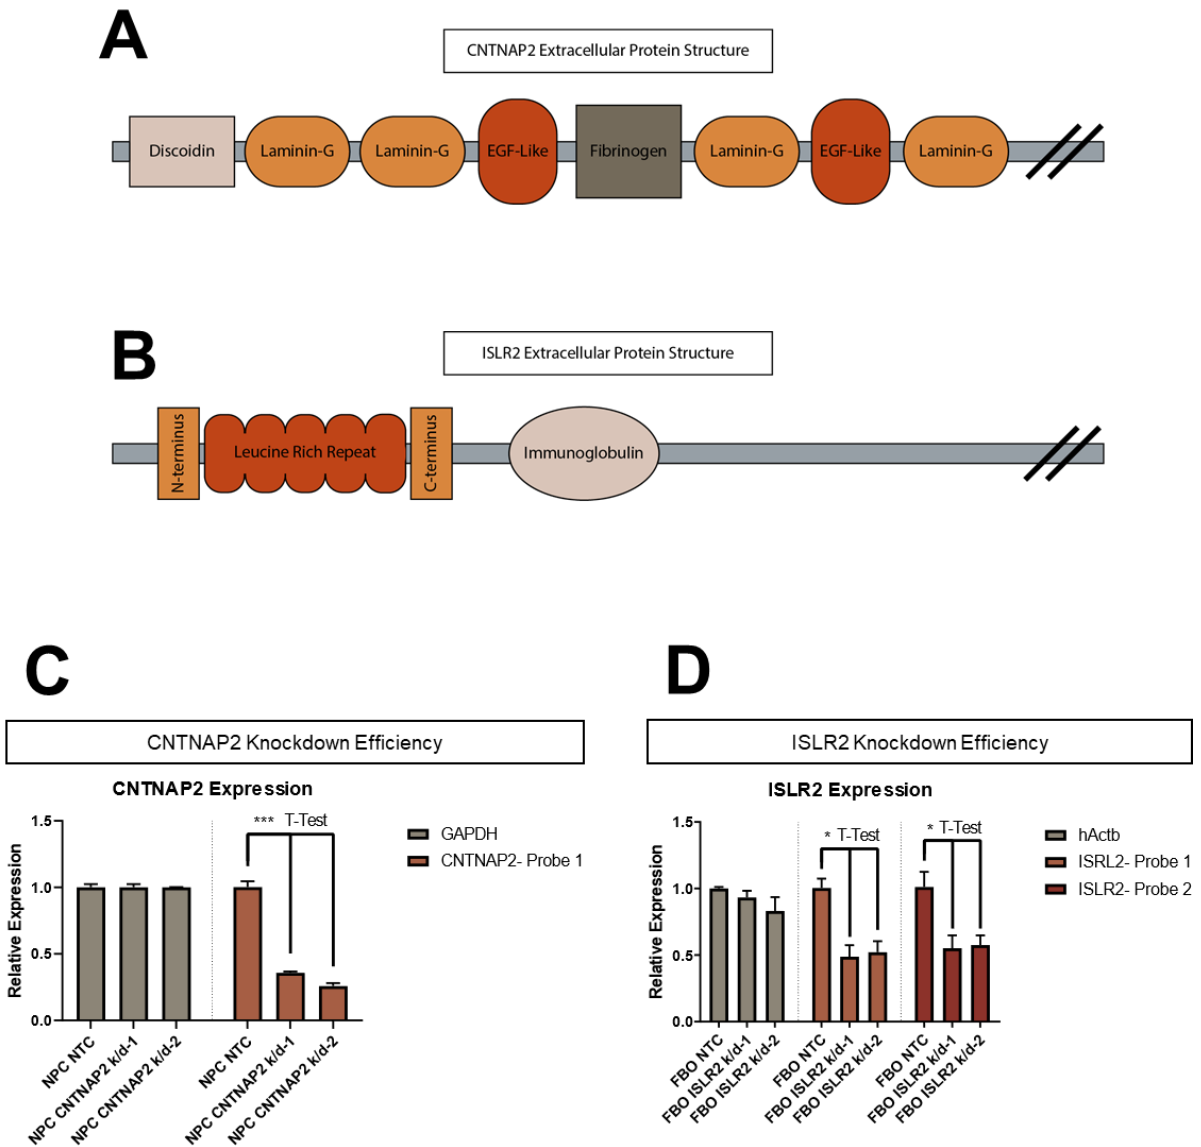 A
CNTNAP2 Extracellular Protein Structure
Discoidin
Laminin-G
Laminin-G
EGF-Like
Fibrinogen
Laminin-G
EGF-Like
Laminin-G
B
ISLR2 Extracellular Protein Structure
N-terminus
Leucine Rich Repeat
C-terminus
Immunoglobulin
C
CNTNAP2 Knockdown Efficiency
CNTNAP2 Expression
Relative Expression
1.5
1.0
0.5
0.0
*** T-Test
GAPDH
CNTNAP2- Probe 1
NPC NTC
NPC CNTNAP2 k/d-1
NPC CNTNAP2 k/d-2
NPC NTC
NPC CNTNAP2 k/d-1
NPC CNTNAP2 k/d-2
D
ISLR2 Knockdown Efficiency
ISLR2 Expression
Relative Expression
1.5
1.0
0.5
0.0
* T-Test
* T-Test
hActb
ISRL2- Probe 1
ISLR2- Probe 2
FBO NTC
FBO ISLR2 k/d-1
FBO ISLR2 k/d-2
FBO NTC
FBO ISLR2 k/d-1
FBO ISLR2 k/d-2
FBO NTC
FBO ISLR2 k/d-1
FBO ISLR2 k/d-2